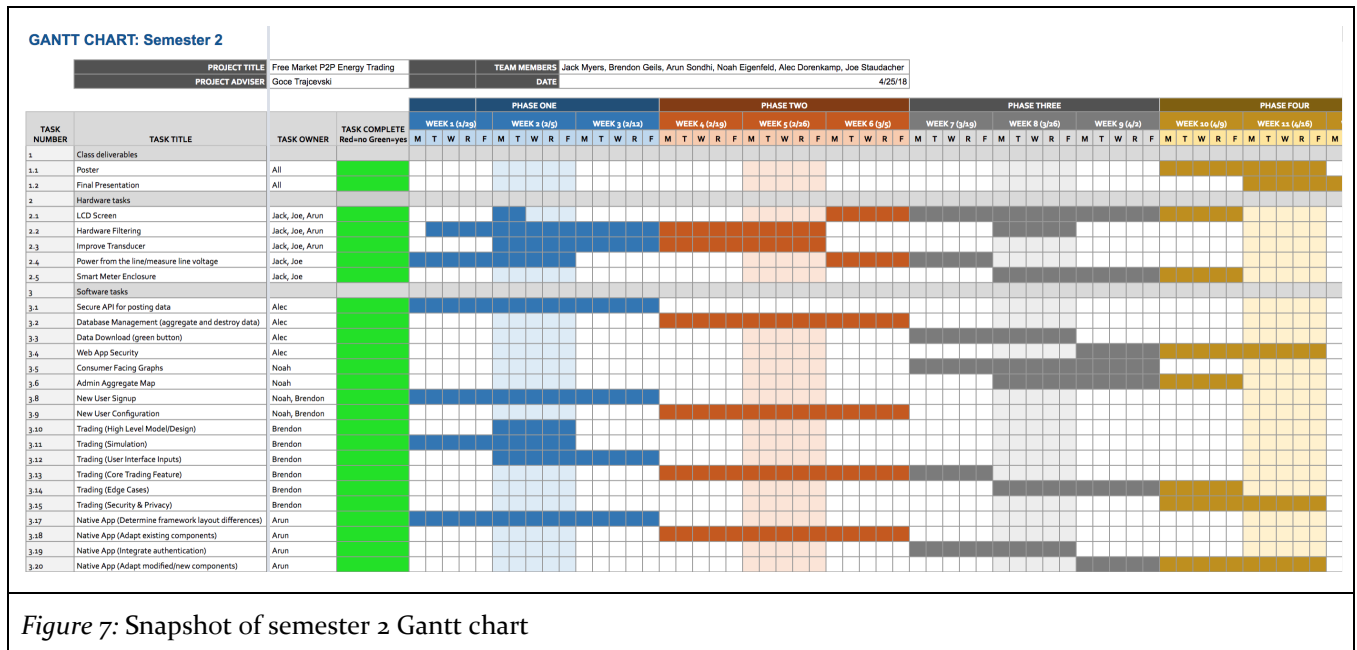 GANTT CHART: Semester 2
PROJECT TITLE Free Market P2P Energy Trading TEAM MEMBERS Jack Myers, Brendon Geils, Arun Sondhi, Noah Eigenfeld, Alec Dorenkamp, Joe Staudacher
PROJECT ADVISER Goce Trajcevski DATE 4/25/18
PHASE ONE PHASE TWO PHASE THREE PHASE FOUR
TASK NUMBER TASK TITLE TASK OWNER TASK COMPLETE Red=no Green=yes WEEK 1 (1/29) WEEK 2 (2/5) WEEK 3 (2/12) WEEK 4 (2/19) WEEK 5 (2/26) WEEK 6 (3/5) WEEK 7 (3/19) WEEK 8 (3/26) WEEK 9 (4/2) WEEK 10 (4/9) WEEK 11 (4/16)
M T W R F M T W R F M T W R F M T W R F M T W R F M T W R F M T W R F M T W R F M T W R F M T W R F M T W R F M
1 Class deliverables
1.1 Poster All
1.2 Final Presentation All
2 Hardware tasks
2.1 LCD Screen Jack, Joe, Arun
2.2 Hardware Filtering Jack, Joe, Arun
2.3 Improve Transducer Jack, Joe, Arun
2.4 Power from the line/measure line voltage Jack, Joe
2.5 Smart Meter Enclosure Jack, Joe
3 Software tasks
3.1 Secure API for posting data Alec
3.2 Database Management (aggregate and destroy data) Alec
3.3 Data Download (green button) Alec
3.4 Web App Security Alec
3.5 Consumer Facing Graphs Noah
3.6 Admin Aggregate Map Noah
3.8 New User Signup Noah, Brendon
3.9 New User Configuration Noah, Brendon
3.10 Trading (High Level Model/Design) Brendon
3.11 Trading (Simulation) Brendon
3.12 Trading (User Interface Inputs) Brendon
3.13 Trading (Core Trading Feature) Brendon
3.14 Trading (Edge Cases) Brendon
3.15 Trading (Security & Privacy) Brendon
3.17 Native App (Determine framework layout differences) Arun
3.18 Native App (Adapt existing components) Arun
3.19 Native App (Integrate authentication) Arun
3.20 Native App (Adapt modified/new components) Arun
Figure 7: Snapshot of semester 2 Gantt chart